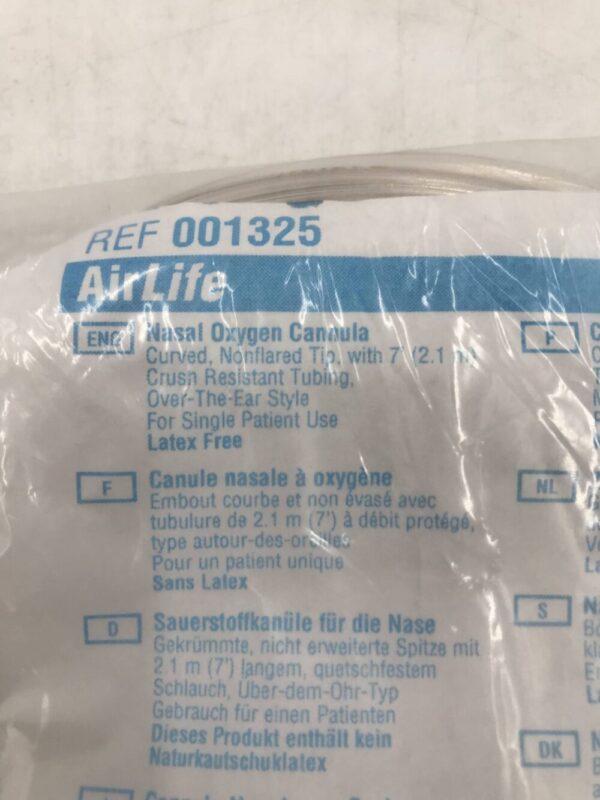 REF 001325
AirLife
ENG Nasal Oxygen Cannula
Curved, Nonflared Tip, with 7' (2.1 m)
Crush Resistant Tubing,
Over-The-Ear Style
For Single Patient Use
Latex Free
F Canule nasale à oxygène
Embout courbe et non évasé avec
tubulure de 2.1 m (7') à débit protégé,
type autour-des-oreilles
Pour un patient unique
Sans Latex
D Sauerstoffkanüle für die Nase
Gekrümmte, nicht erweiterte Spitze mit
2.1 m (7') langem, quetschfestem
Schlauch, Über-dem-Ohr-Typ
Gebrauch für einen Patienten
Dieses Produkt enthält kein
Naturkautschuklatex
NL
S
DK